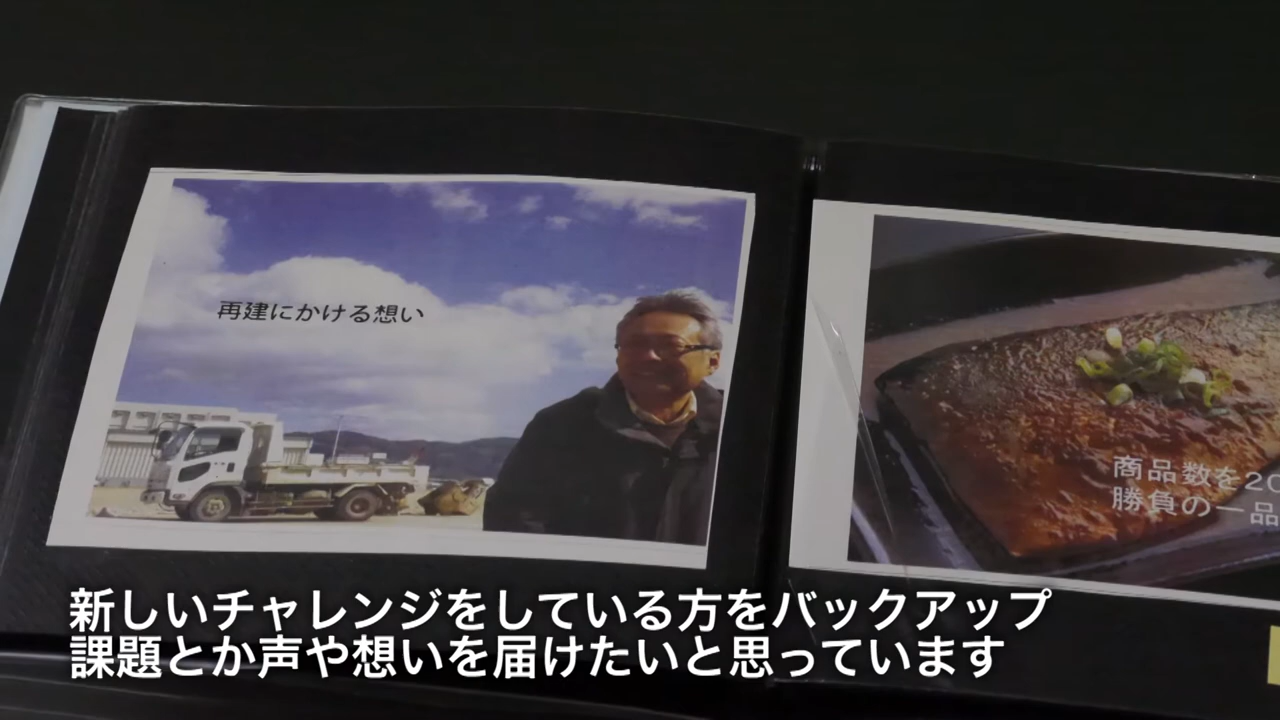 再建にかける想い
商品数を20
勝負の一品
新しいチャレンジをしている方をバックアップ
課題とか声や想いを届けたいと思っています